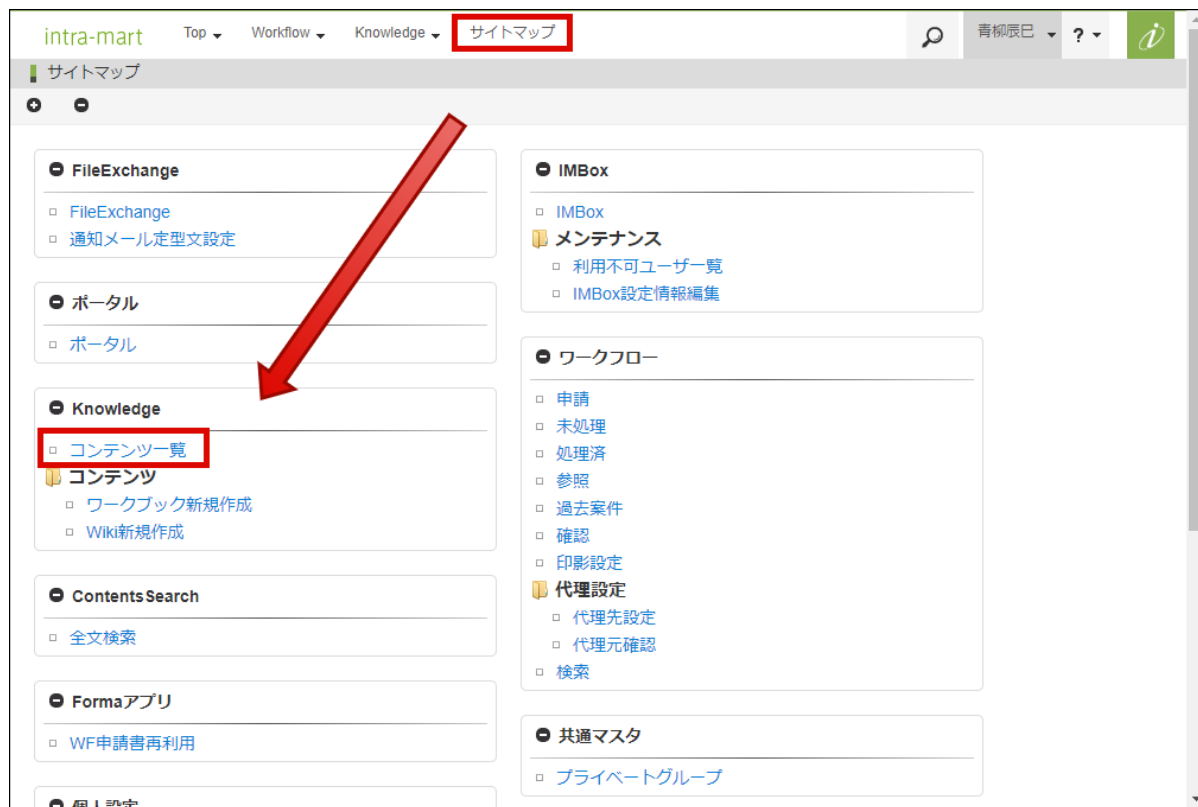 intra-mart Top Workflow Knowledge サイトマップ 青柳辰巳 ?
サイトマップ
FileExchange
FileExchange
通知メール定型文設定
ポータル
ポータル
Knowledge
コンテンツ一覧
コンテンツ
ワークブック新規作成
Wiki新規作成
ContentsSearch
全文検索
Formaアプリ
WF申請書再利用
個人設定
IMBox
IMBox
メンテナンス
利用不可ユーザ一覧
IMBox設定情報編集
ワークフロー
申請
未処理
処理済
参照
過去案件
確認
印影設定
代理設定
代理先設定
代理元確認
検索
共通マスタ
プライベートグループ